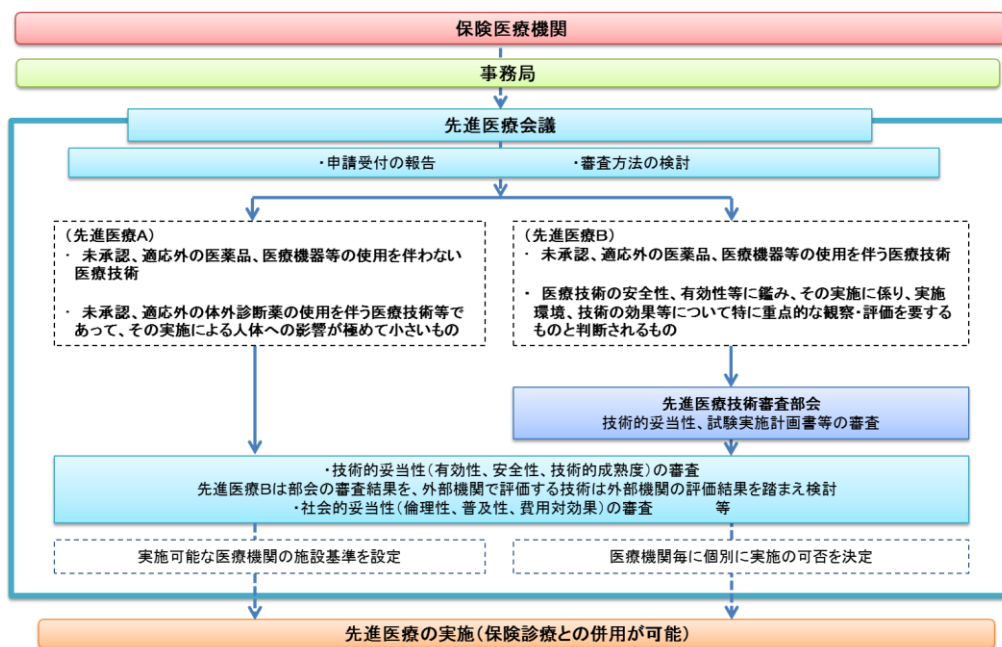 保険医療機関
事務局
先進医療会議
・申請受付の報告 ・審査方法の検討
(先進医療A)
・ 未承認、適応外の医薬品、医療機器等の使用を伴わない
医療技術
・ 未承認、適応外の体外診断薬の使用を伴う医療技術等で
あって、その実施による人体への影響が極めて小さいもの
(先進医療B)
・ 未承認、適応外の医薬品、医療機器等の使用を伴う医療技術
・ 医療技術の安全性、有効性等に鑑み、その実施に係り、実施
環境、技術の効果等について特に重点的な観察・評価を要する
ものと判断されるもの
先進医療技術審査部会
技術的妥当性、試験実施計画書等の審査
・技術的妥当性(有効性、安全性、技術的成熟度)の審査
先進医療Bは部会の審査結果を、外部機関で評価する技術は外部機関の評価結果を踏まえ検討
・社会的妥当性(倫理性、普及性、費用対効果)の審査 等
実施可能な医療機関の施設基準を設定
医療機関毎に個別に実施の可否を決定
先進医療の実施(保険診療との併用が可能)